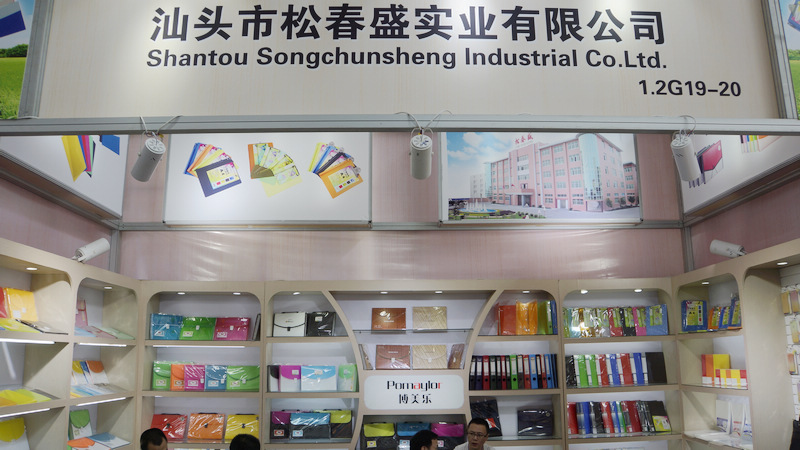 汕头市松春盛实业有限公司
Shantou Songchunsheng Industrial Co.Ltd.
1.2G19-20
Pomaylor
博美乐